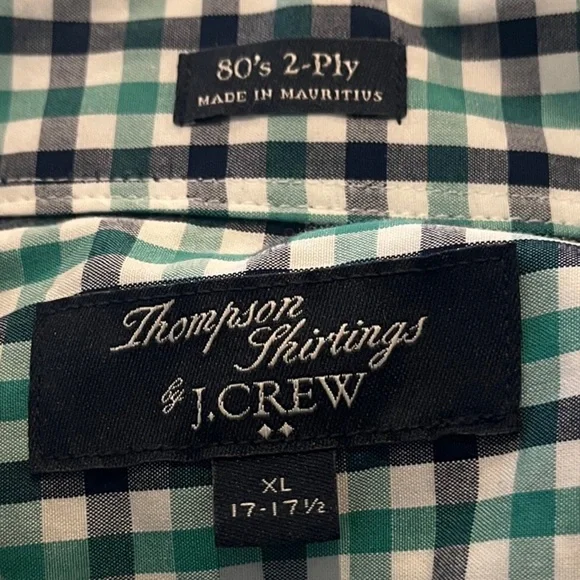 80's 2-Ply
MADE IN MAURITIUS
Thompson
Shirtings
by J.CREW
XL
17-17½